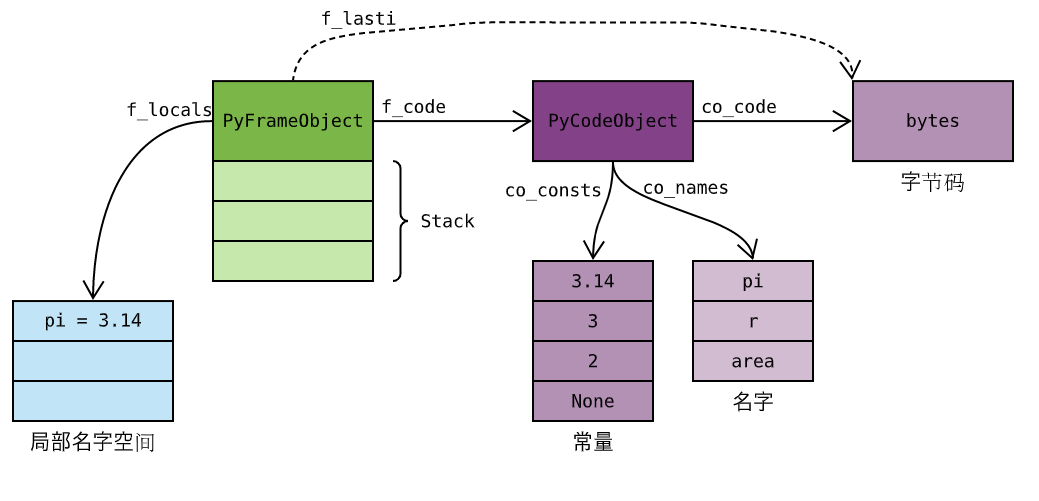 f_lasti
f_locals
PyFrameObject
f_code
PyCodeObject
co_code
bytes
字节码
Stack
co_consts
co_names
3.14
3
2
None
常量
pi
r
area
名字
pi = 3.14
局部名字空间